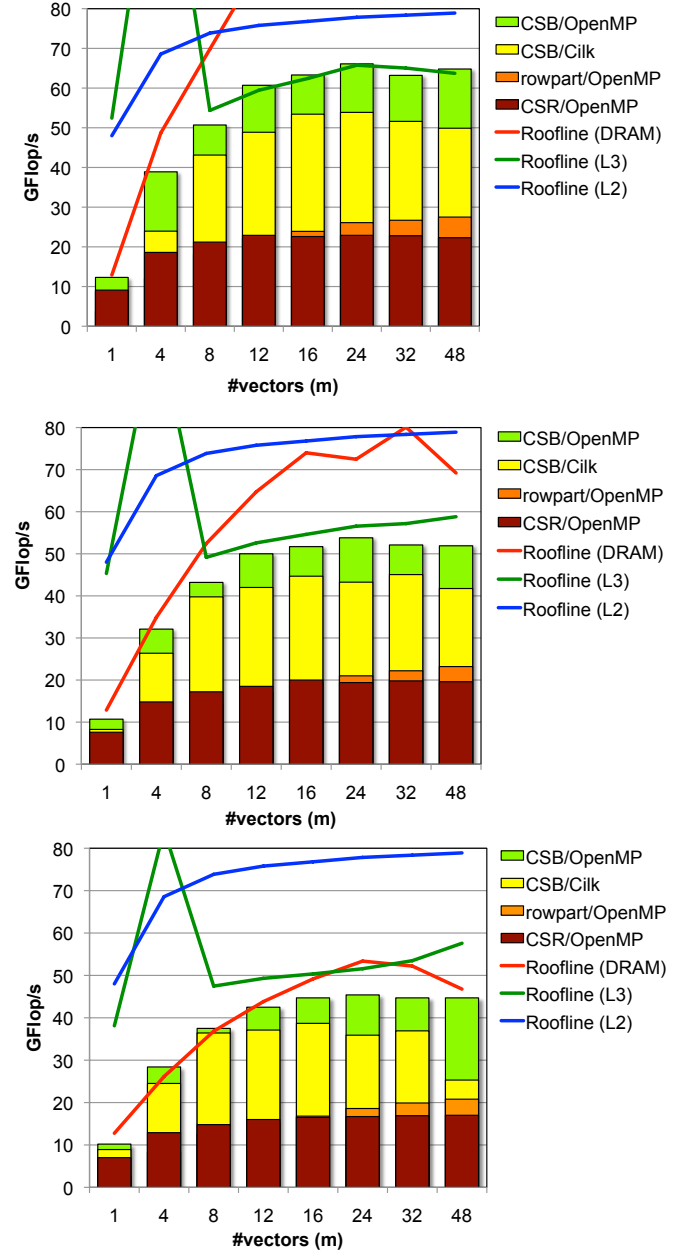 80
70
60
50
40
30
20
10
0
GFlop/s
1 4 8 12 16 24 32 48
#vectors (m)
CSB/OpenMP
CSB/Cilk
rowpart/OpenMP
CSR/OpenMP
Roofline (DRAM)
Roofline (L3)
Roofline (L2)
80
70
60
50
40
30
20
10
0
GFlop/s
1 4 8 12 16 24 32 48
#vectors (m)
CSB/OpenMP
CSB/Cilk
rowpart/OpenMP
CSR/OpenMP
Roofline (DRAM)
Roofline (L3)
Roofline (L2)
80
70
60
50
40
30
20
10
0
GFlop/s
1 4 8 12 16 24 32 48
#vectors (m)
CSB/OpenMP
CSB/Cilk
rowpart/OpenMP
CSR/OpenMP
Roofline (DRAM)
Roofline (L3)
Roofline (L2)